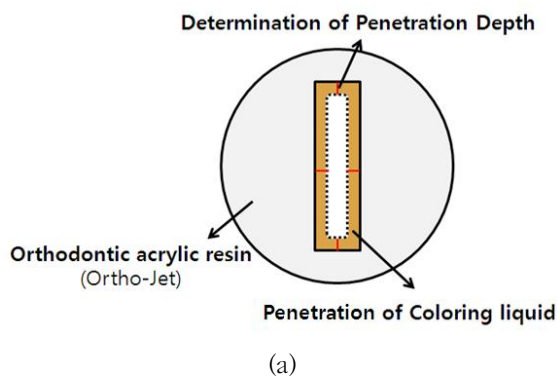 Determination of Penetration Depth
Orthodontic acrylic resin
(Ortho-Jet)
Penetration of Coloring liquid
(a)